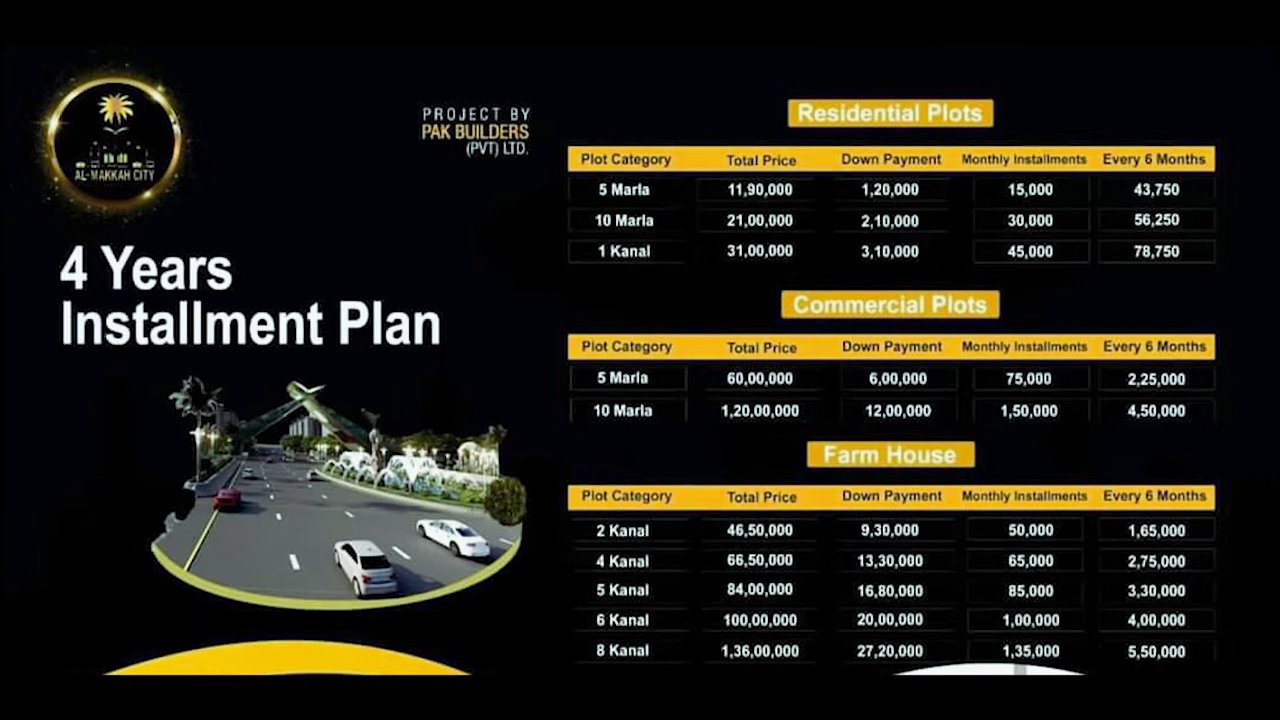 AL-MAKKAH CITY
PROJECT BY
PAK BUILDERS
(PVT) LTD.
4 Years
Installment Plan
Residential Plots
Plot Category Total Price Down Payment Monthly Installments Every 6 Months
5 Marla 11,90,000 1,20,000 15,000 43,750
10 Marla 21,00,000 2,10,000 30,000 56,250
1 Kanal 31,00,000 3,10,000 45,000 78,750
Commercial Plots
Plot Category Total Price Down Payment Monthly Installments Every 6 Months
5 Marla 60,00,000 6,00,000 75,000 2,25,000
10 Marla 1,20,00,000 12,00,000 1,50,000 4,50,000
Farm House
Plot Category Total Price Down Payment Monthly Installments Every 6 Months
2 Kanal 46,50,000 9,30,000 50,000 1,65,000
4 Kanal 66,50,000 13,30,000 65,000 2,75,000
5 Kanal 84,00,000 16,80,000 85,000 3,30,000
6 Kanal 100,00,000 20,00,000 1,00,000 4,00,000
8 Kanal 1,36,00,000 27,20,000 1,35,000 5,50,000